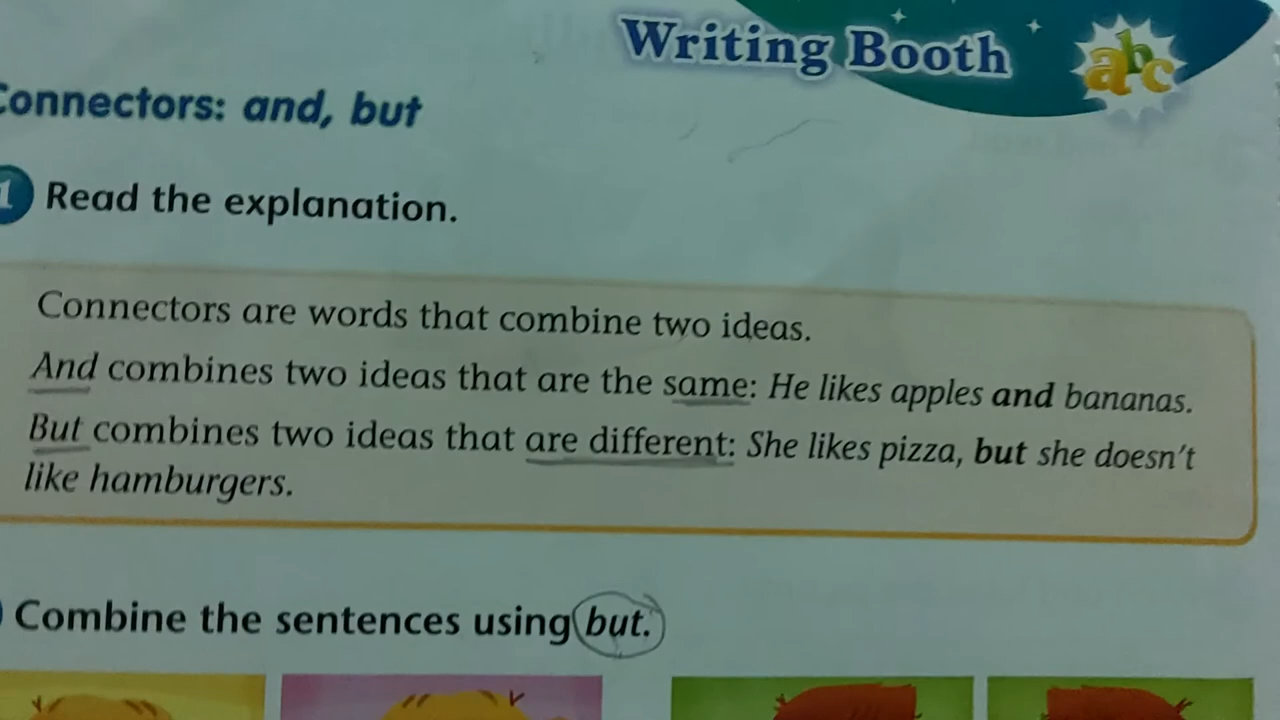 Writing Booth
abc
Connectors: and, but
1 Read the explanation.
Connectors are words that combine two ideas.
And combines two ideas that are the same: He likes apples and bananas.
But combines two ideas that are different: She likes pizza, but she doesn't
like hamburgers.
Combine the sentences using but.